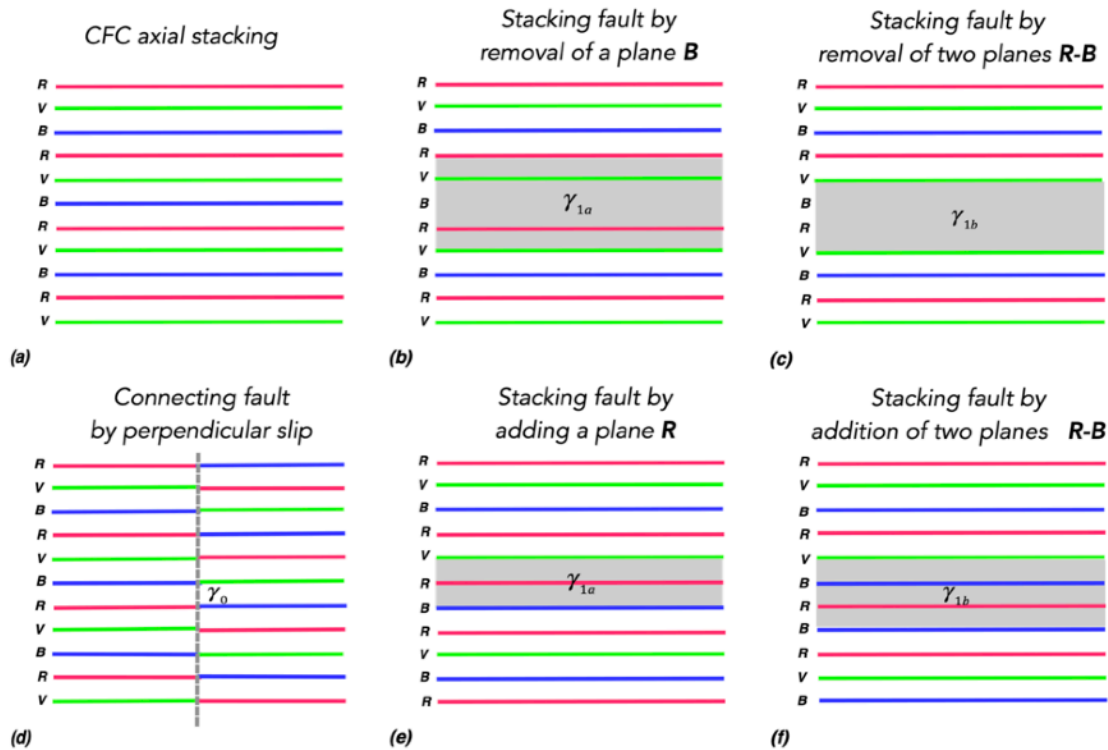 CFC axial stacking
R
V
B
R
V
B
R
V
B
R
V
(a)
Stacking fault by
removal of a plane B
R
V
B
R
V
B
R
V
B
R
V
γ1a
(b)
Stacking fault by
removal of two planes R-B
R
V
B
R
V
B
R
V
B
R
V
γ1b
(c)
Connecting fault
by perpendicular slip
R
V
B
R
V
B
R
V
B
R
V
γo
(d)
Stacking fault by
adding a plane R
R
V
B
R
V
R
B
R
V
B
R
γ1a
(e)
Stacking fault by
addition of two planes R-B
R
V
B
R
V
B
R
B
R
V
B
γ1b
(f)